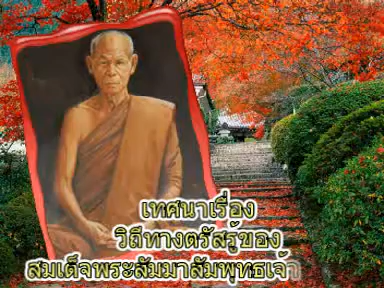 เทศนาเรื่อง
วิถีทางตรัสรู้ของ
สมเด็จพระสัมมาสัมพุทธเจ้า